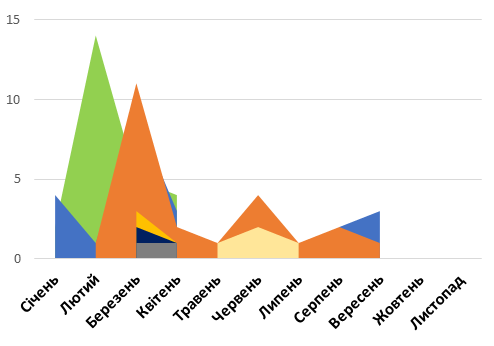 15
10
5
0
Січень
Лютий
Березень
Квітень
Травень
Червень
Липень
Серпень
Вересень
Жовтень
Листопад